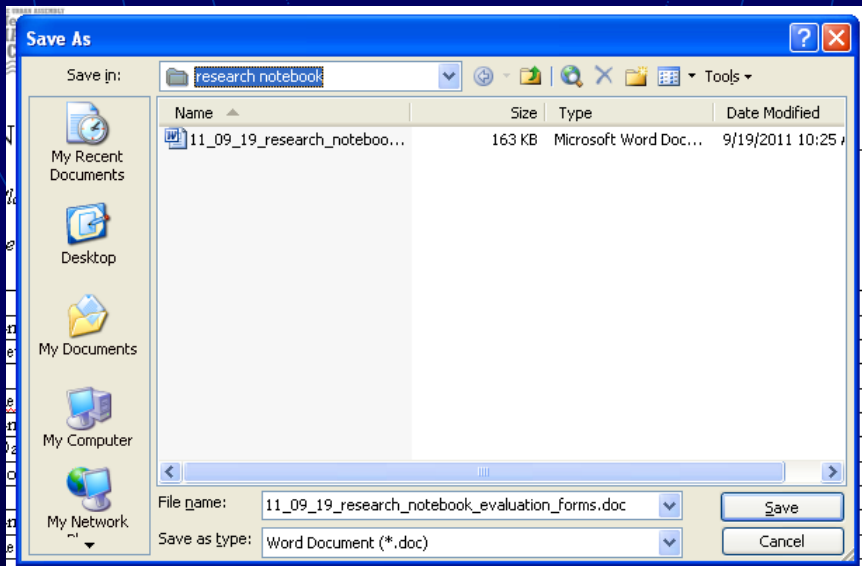 Save As
Save in: research notebook Tools
Name Size Type Date Modified
11_09_19_research_noteboo... 163 KB Microsoft Word Doc... 9/19/2011 10:25
My Recent
Documents
Desktop
My Documents
My Computer
My Network
File name: 11_09_19_research_notebook_evaluation_forms.doc Save
Save as type: Word Document (*.doc) Cancel